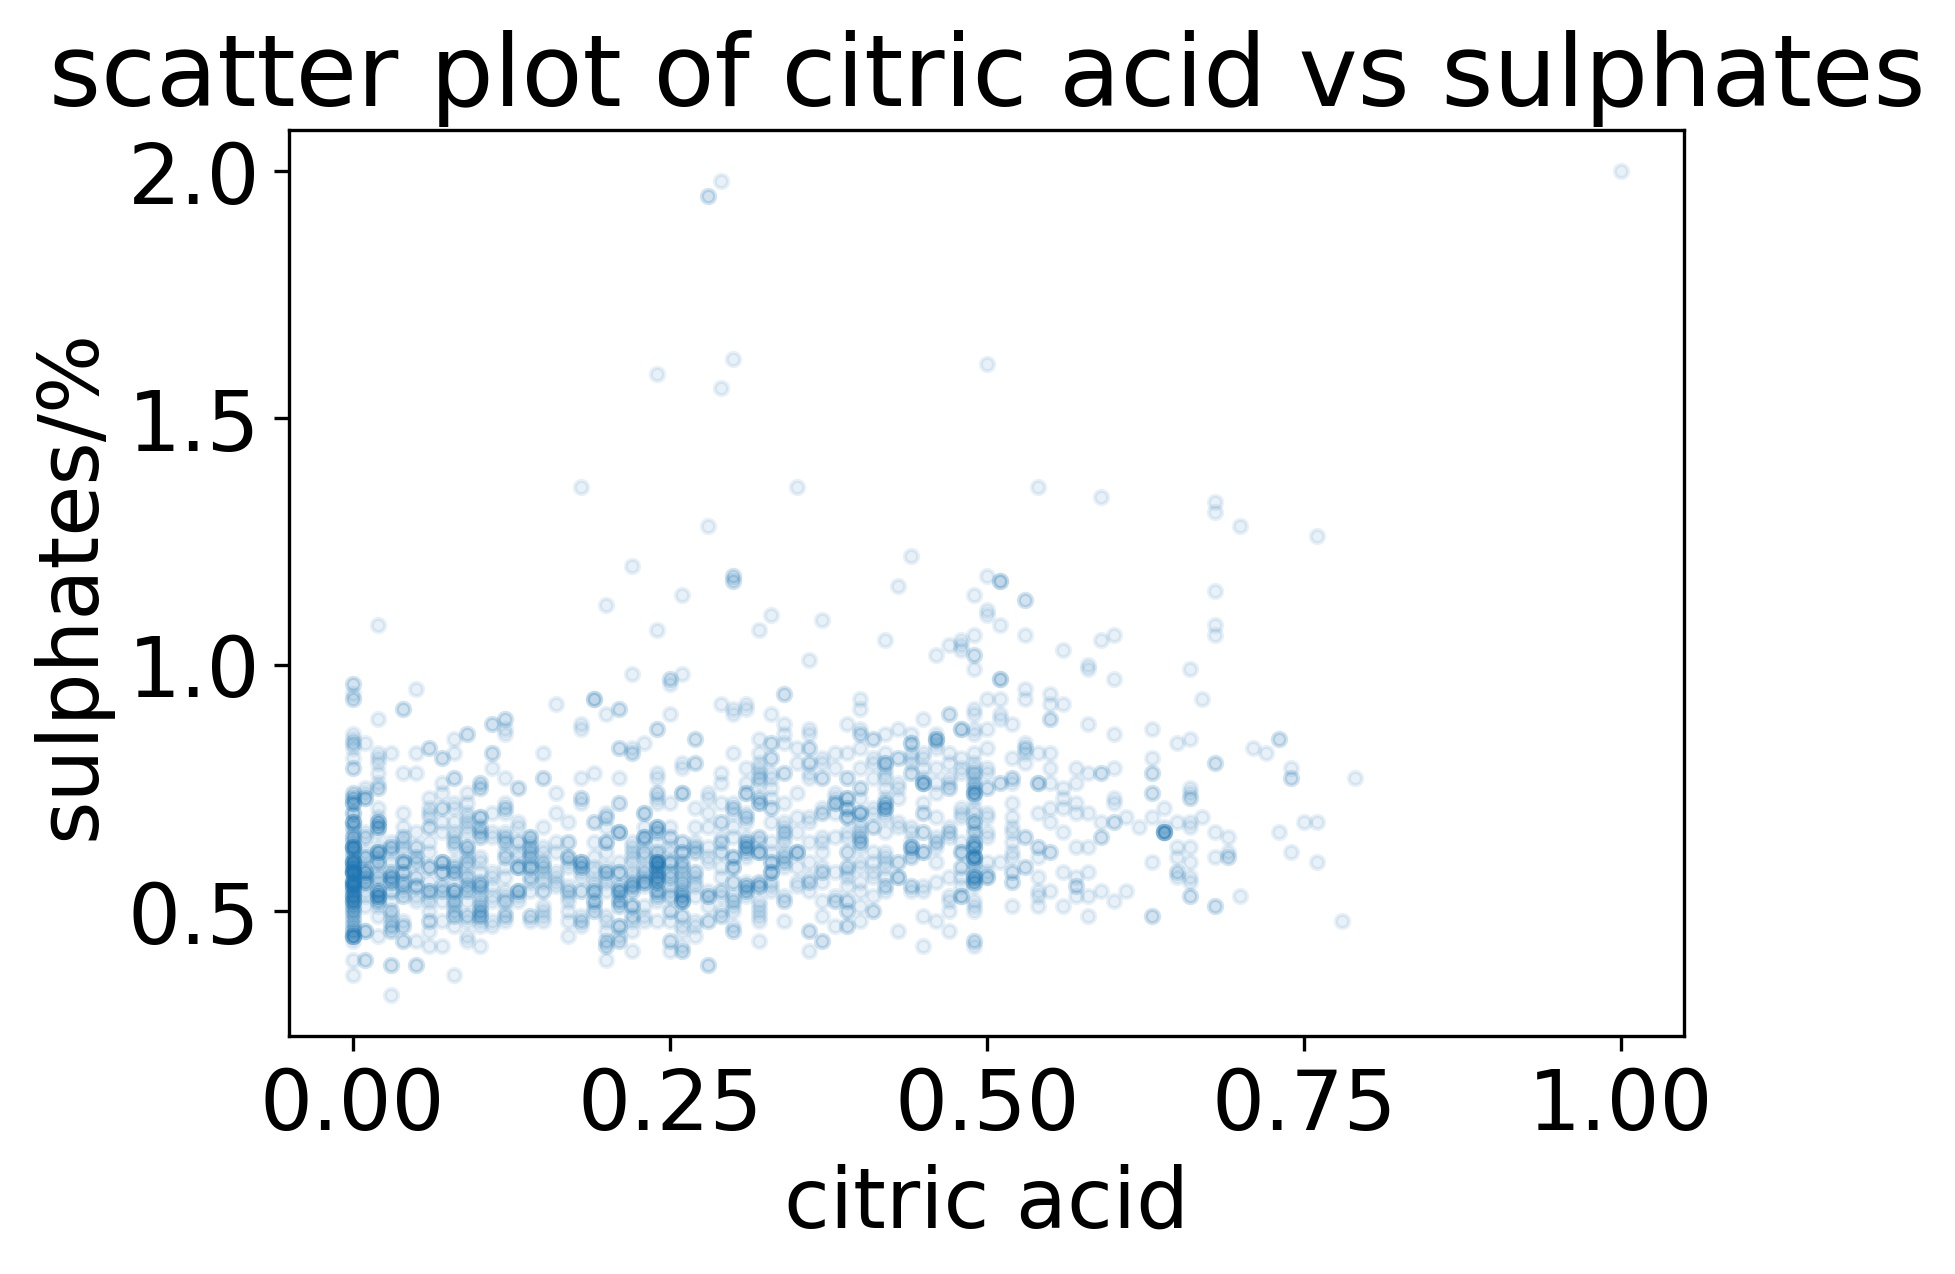 scatter plot of citric acid vs sulphates
2.0
1.5
1.0
0.5
sulphates/%
0.00 0.25 0.50 0.75 1.00
citric acid